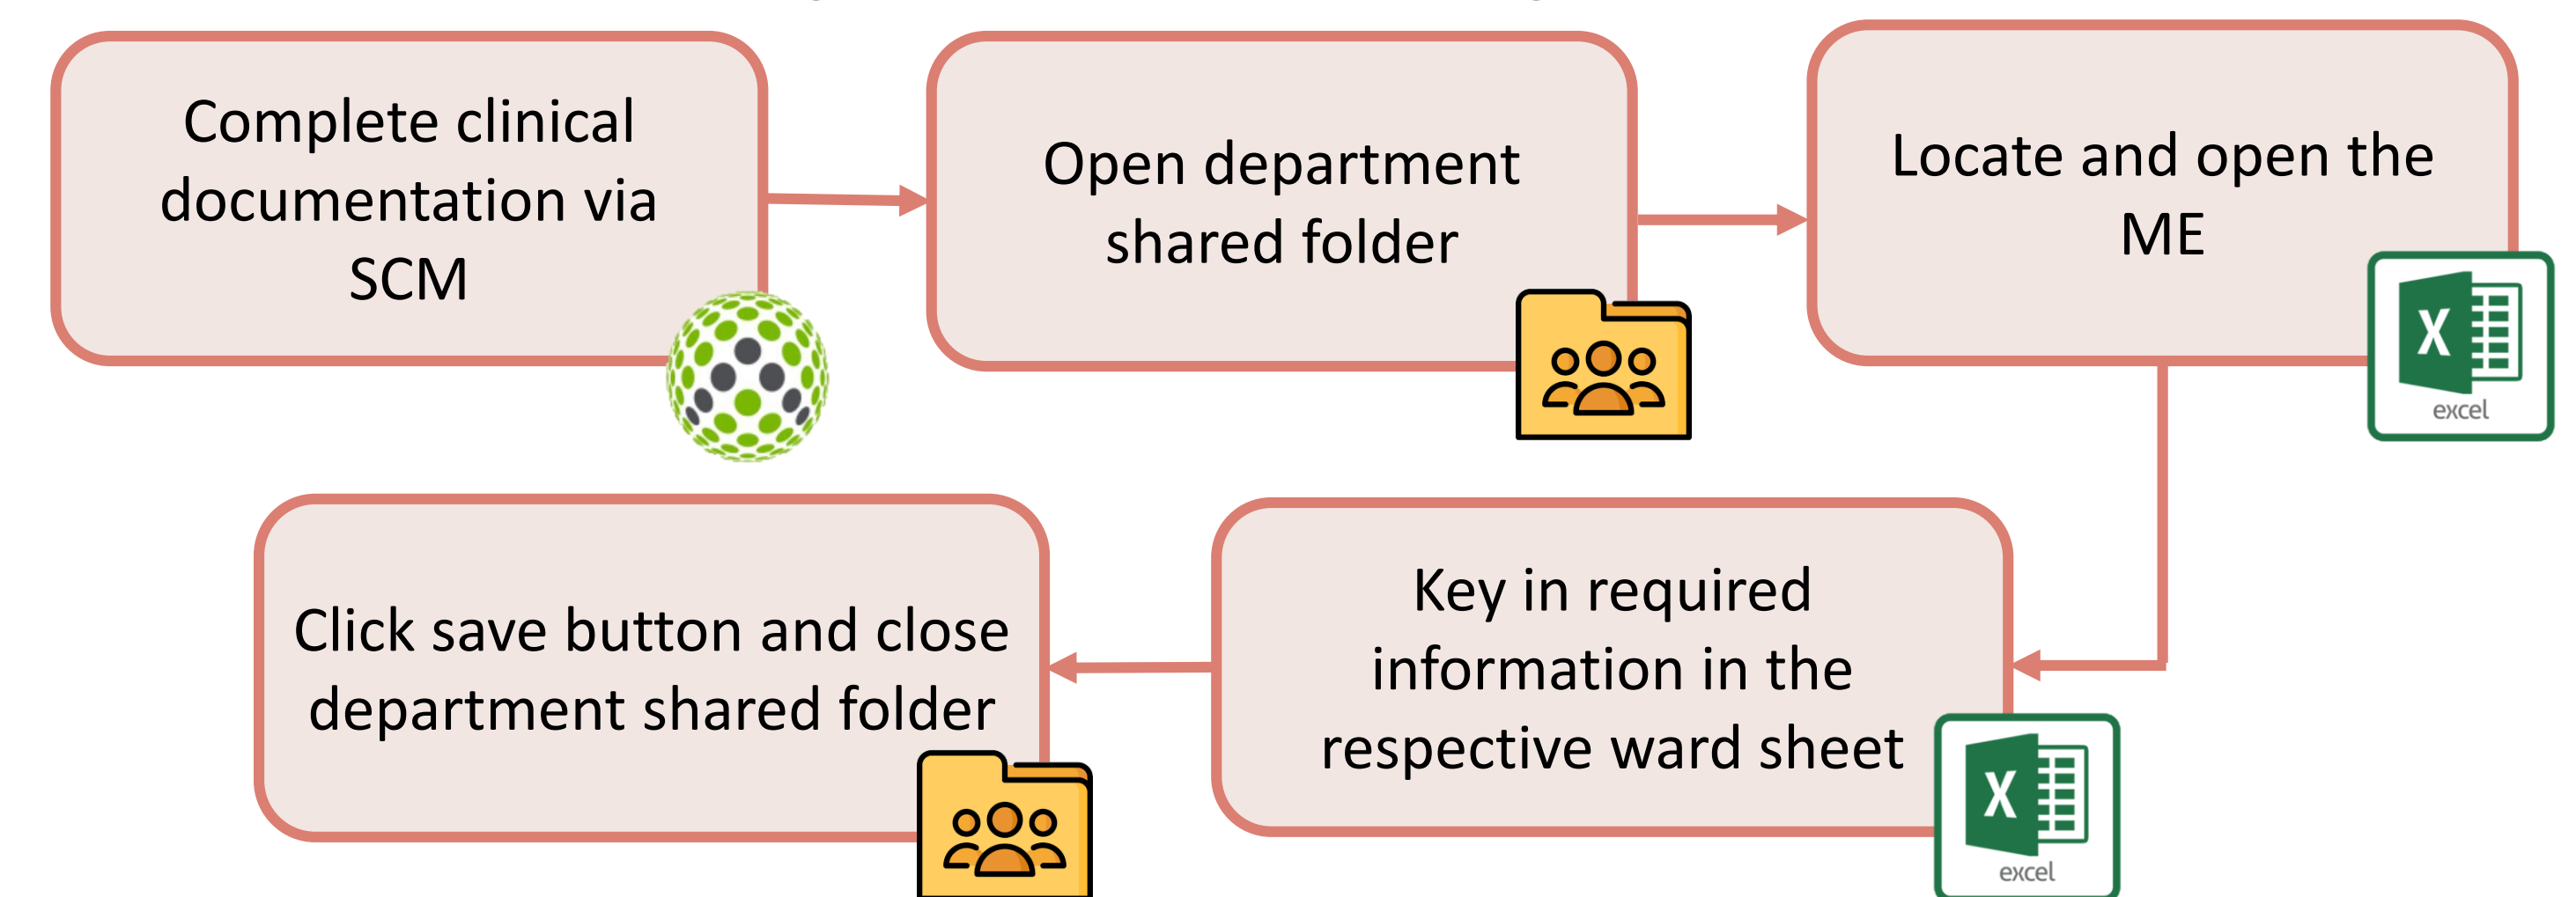 Complete clinical
documentation via
SCM
Open department
shared folder
Locate and open the
ME
excel
Key in required
information in the
respective ward sheet
excel
Click save button and close
department shared folder